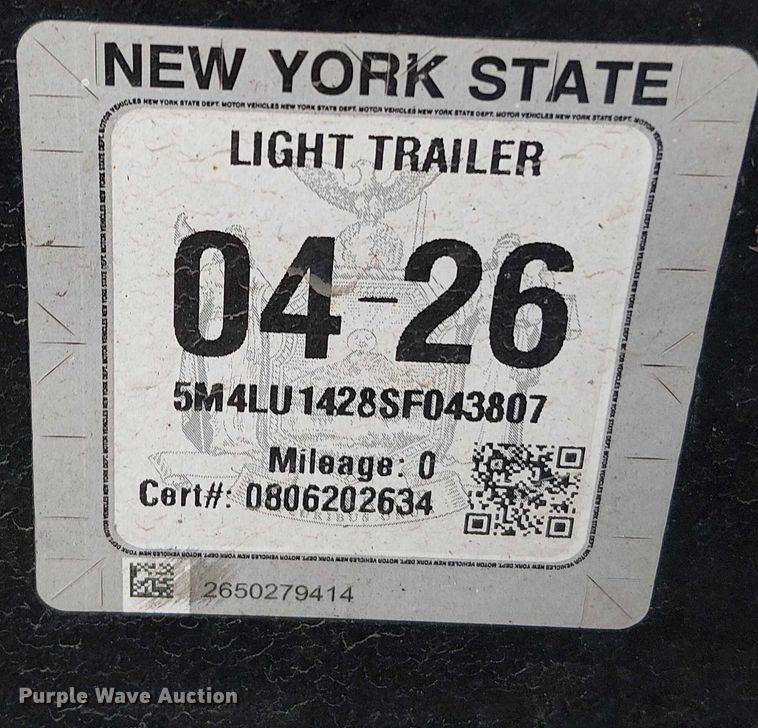 NEW YORK STATE
LIGHT TRAILER
04-26
5M4LU1428SF043807
Mileage: 0
Cert#: 0806202634
2650279414
Purple Wave Auction